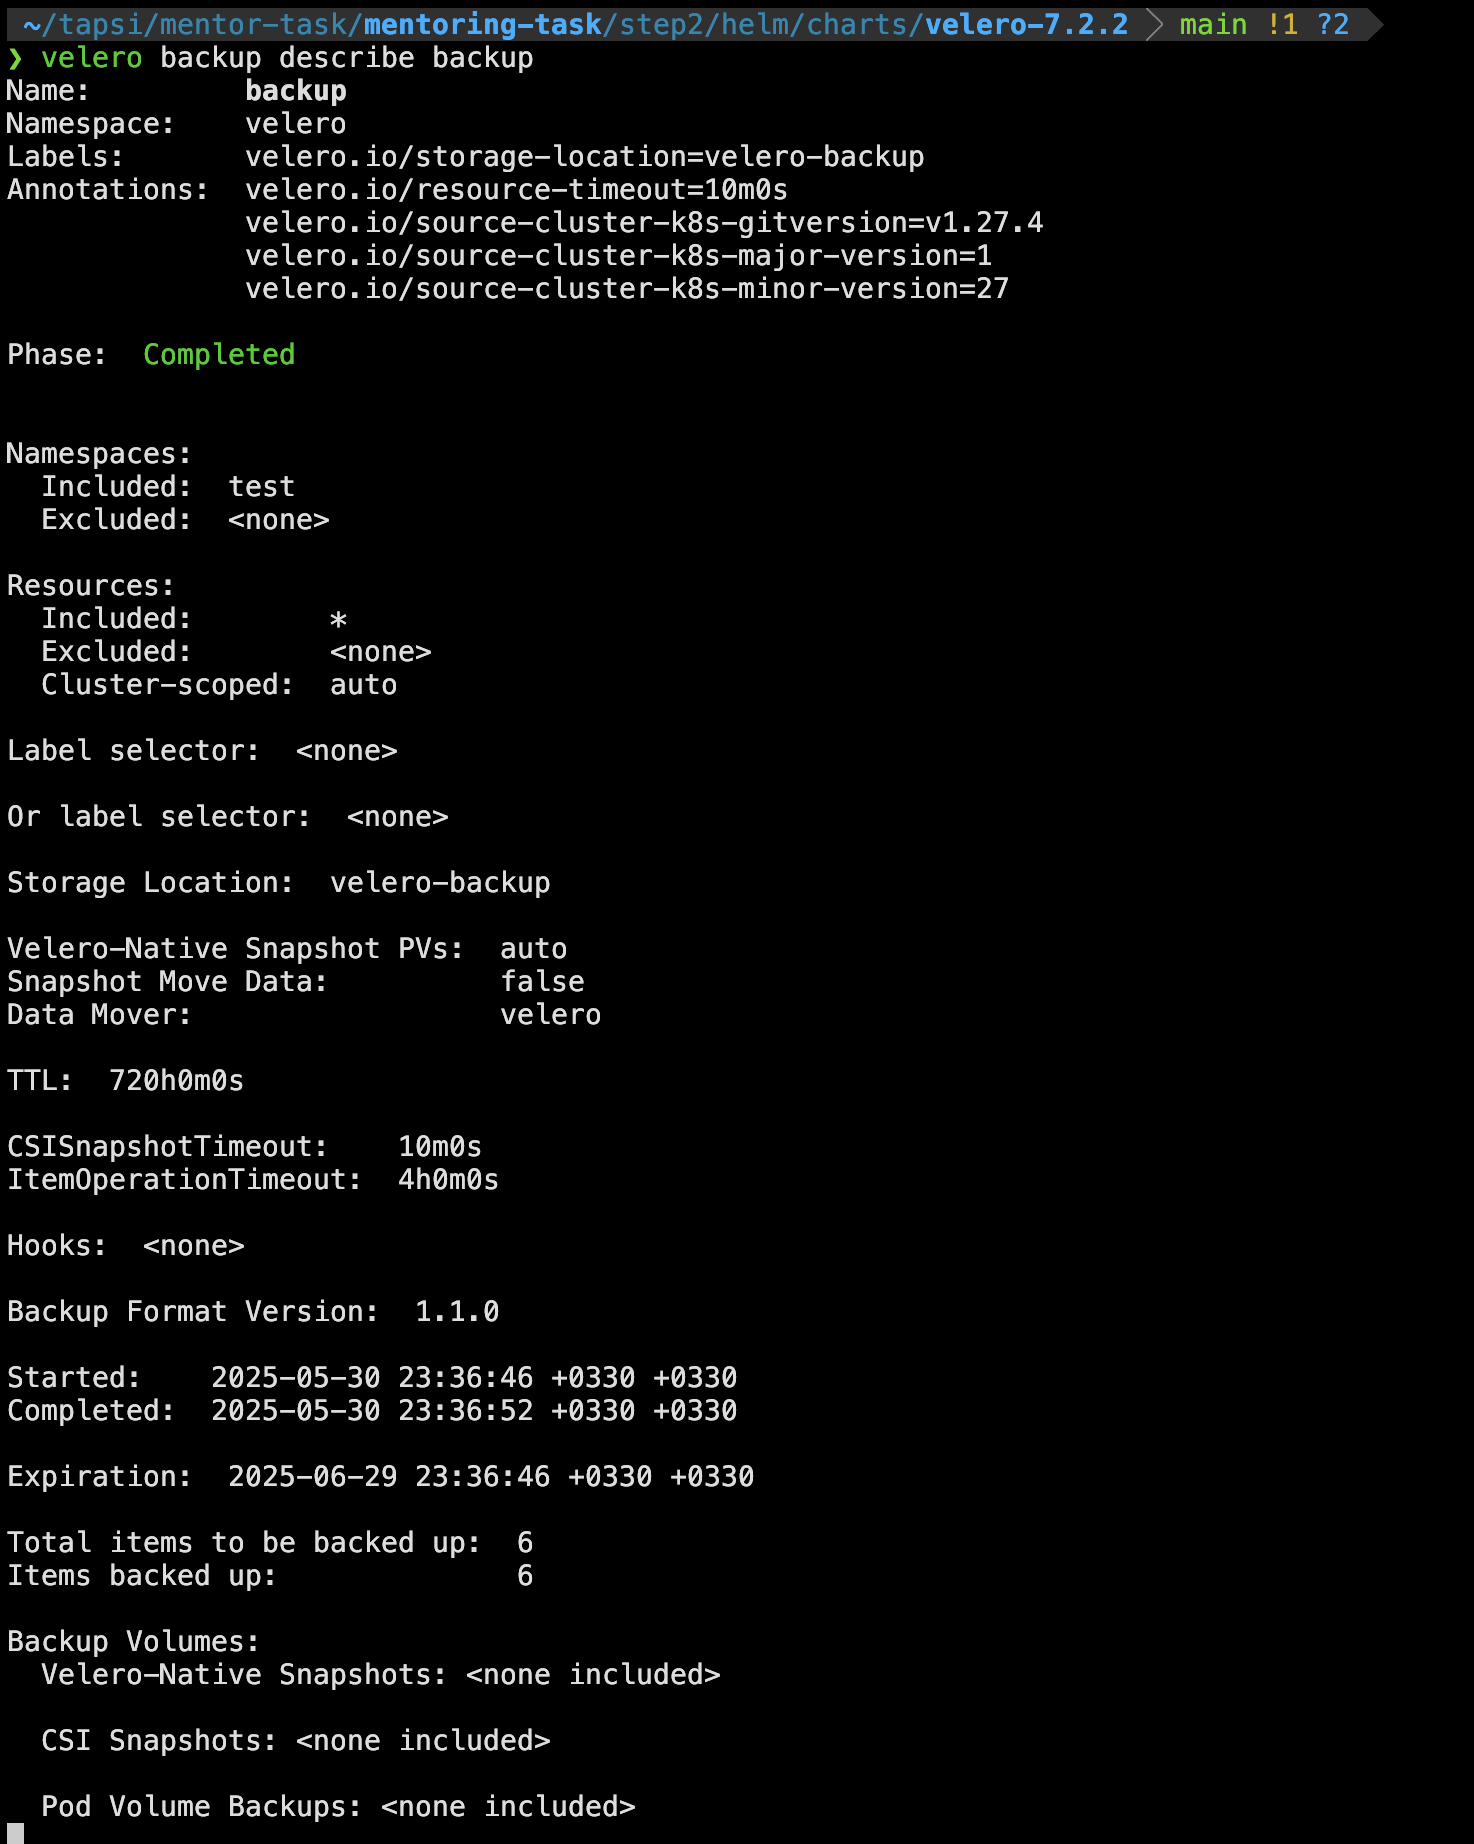 ~/tapsi/mentor-task/mentoring-task/step2/helm/charts/velero-7.2.2 main !1 ?2
❯ velero backup describe backup
Name:         backup
Namespace:    velero
Labels:       velero.io/storage-location=velero-backup
Annotations:  velero.io/resource-timeout=10m0s
              velero.io/source-cluster-k8s-gitversion=v1.27.4
              velero.io/source-cluster-k8s-major-version=1
              velero.io/source-cluster-k8s-minor-version=27

Phase:  Completed


Namespaces:
  Included:  test
  Excluded:  <none>

Resources:
  Included:        *
  Excluded:        <none>
  Cluster-scoped:  auto

Label selector:  <none>

Or label selector:  <none>

Storage Location:  velero-backup

Velero-Native Snapshot PVs:  auto
Snapshot Move Data:          false
Data Mover:                  velero

TTL:  720h0m0s

CSISnapshotTimeout:    10m0s
ItemOperationTimeout:  4h0m0s

Hooks:  <none>

Backup Format Version:  1.1.0

Started:    2025-05-30 23:36:46 +0330 +0330
Completed:  2025-05-30 23:36:52 +0330 +0330

Expiration:  2025-06-29 23:36:46 +0330 +0330

Total items to be backed up:  6
Items backed up:              6

Backup Volumes:
  Velero-Native Snapshots: <none included>

  CSI Snapshots: <none included>

  Pod Volume Backups: <none included>